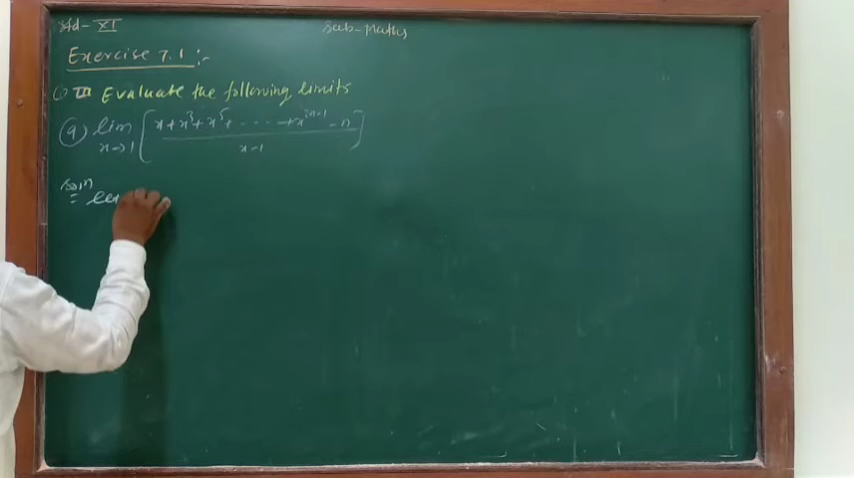 Std- XI Sub- Maths
Exercise 7.1 :-
Q) III Evaluate the following limits
(9) lim x→1 [ (x + x³ + x⁵ + ..... + x²ⁿ⁻¹ - n) / (x - 1) ]
Solⁿ
= lim